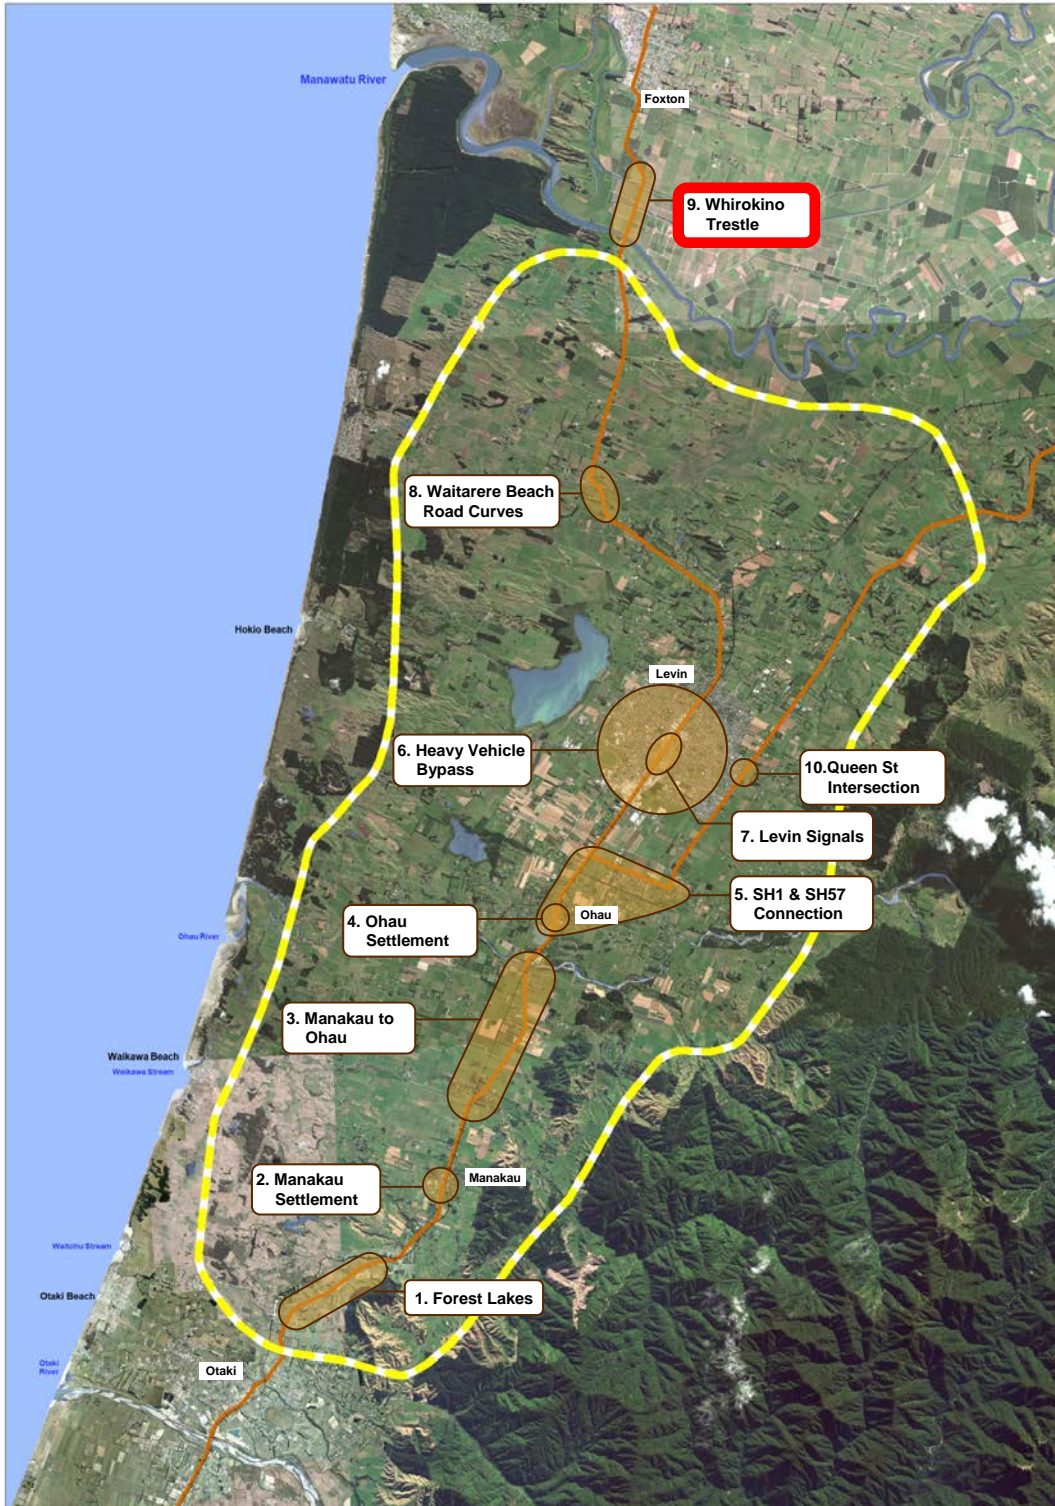 Manawatu River
Foxton
9. Whirokino
Trestle
8. Waitarere Beach
Road Curves
Hokio Beach
Levin
6. Heavy Vehicle
Bypass
10.Queen St
Intersection
7. Levin Signals
5. SH1 & SH57
Connection
4. Ohau
Settlement
Ohau
Ohau River
3. Manakau to
Ohau
Waikawa Beach
Waikawa Stream
2. Manakau
Settlement
Manakau
Waitohu Stream
Otaki Beach
1. Forest Lakes
Otaki
River
Otaki